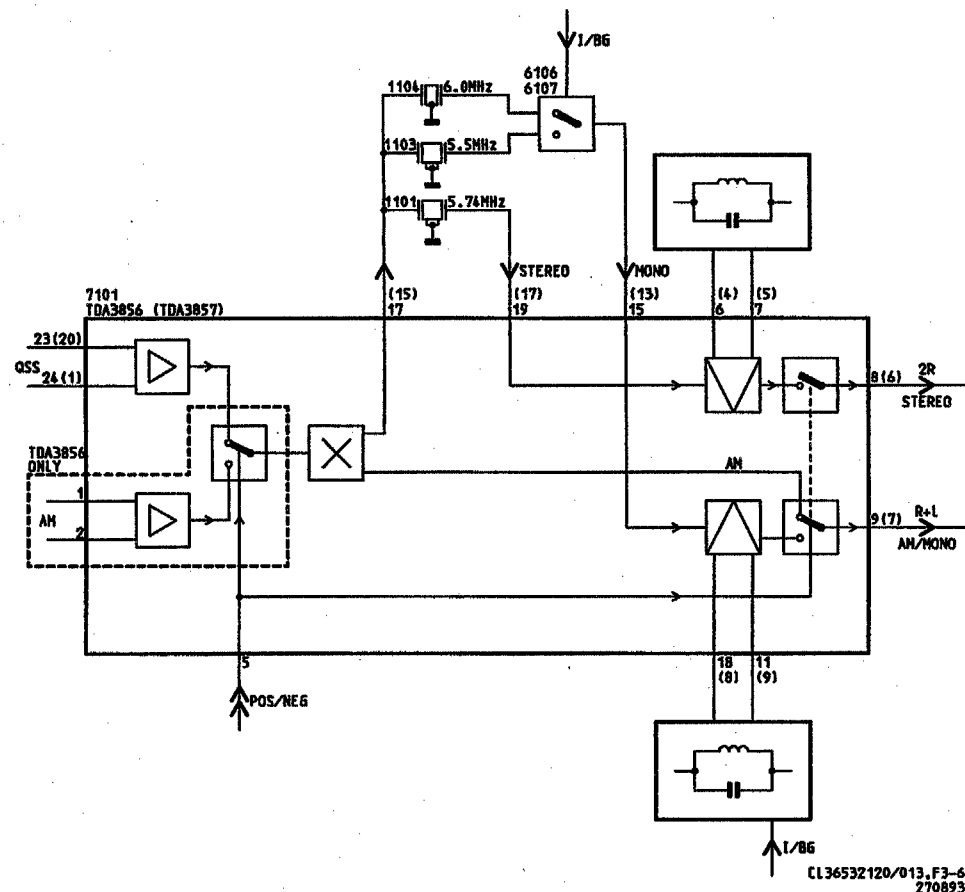 I/BG
6106
6107
1104 6.0MHz
1103 5.5MHz
1101 5.74MHz
STEREO
MONO
7101
TDA3856 (TDA3857)
(15)
17
(17)
19
(13)
15
(4)
6
(5)
7
23(20)
QSS
24(1)
8(6)
2R
STEREO
TDA3856
ONLY
AM
1
AM
2
9(7)
R+L
AM/MONO
5
18
(8)
11
(9)
POS/NEG
I/BG
CL36532120/013.F3-6
270893